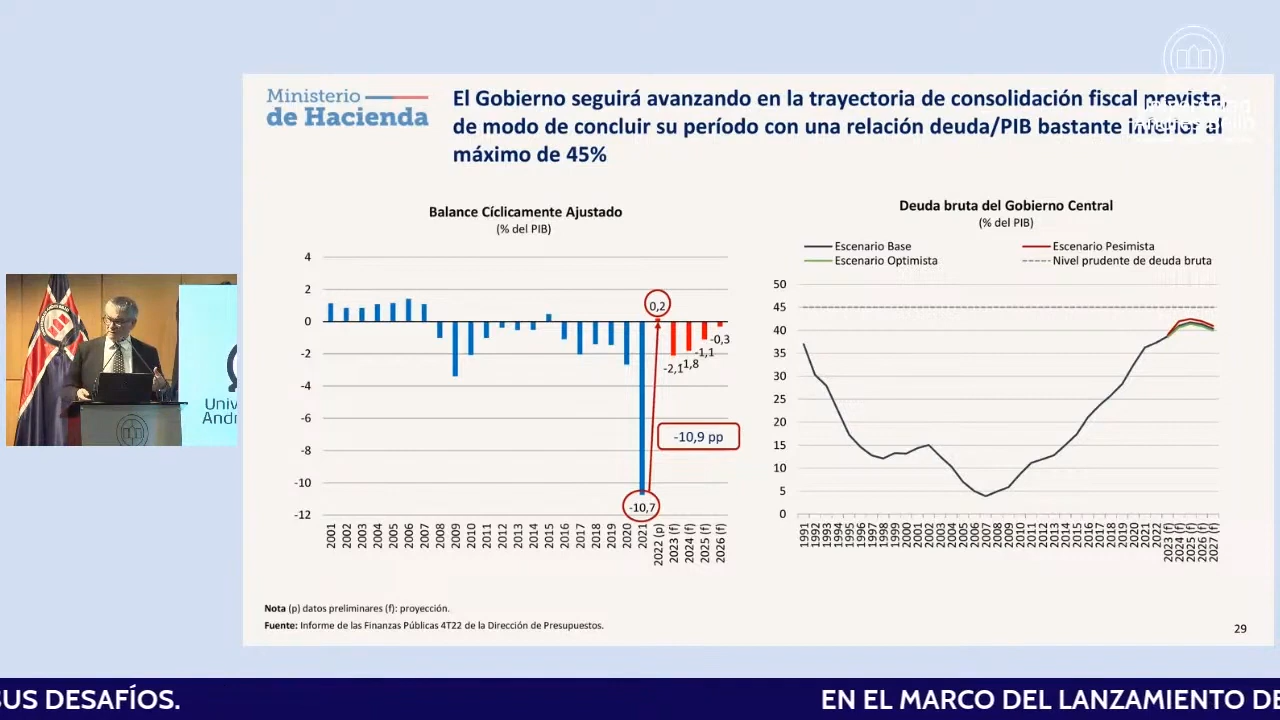 Ministerio
de Hacienda
El Gobierno seguirá avanzando en la trayectoria de consolidación fiscal prevista,
de modo de concluir su período con una relación deuda/PIB bastante inferior al
máximo de 45%
Balance Cíclicamente Ajustado
(% del PIB)
4
2
0
-2
-4
-6
-8
-10
-12
0,2
-2,1
-1,8
-1,1
-0,3
-10,9 pp
-10,7
2001
2002
2003
2004
2005
2006
2007
2008
2009
2010
2011
2012
2013
2014
2015
2016
2017
2018
2019
2020
2021
2022 (p)
2023 (f)
2024 (f)
2025 (f)
2026 (f)
Deuda bruta del Gobierno Central
(% del PIB)
Escenario Base
Escenario Pesimista
Escenario Optimista
Nivel prudente de deuda bruta
50
45
40
35
30
25
20
15
10
5
0
1991
1992
1993
1994
1995
1996
1997
1998
1999
2000
2001
2002
2003
2004
2005
2006
2007
2008
2009
2010
2011
2012
2013
2014
2015
2016
2017
2018
2019
2020
2021
2022
2023 (f)
2024 (f)
2025 (f)
2026 (f)
2027 (f)
Nota (p) datos preliminares (f): proyección.
Fuente: Informe de las Finanzas Públicas 4T22 de la Dirección de Presupuestos.
29
Univ
Andr
SUS DESAFÍOS.
EN EL MARCO DEL LANZAMIENTO DE